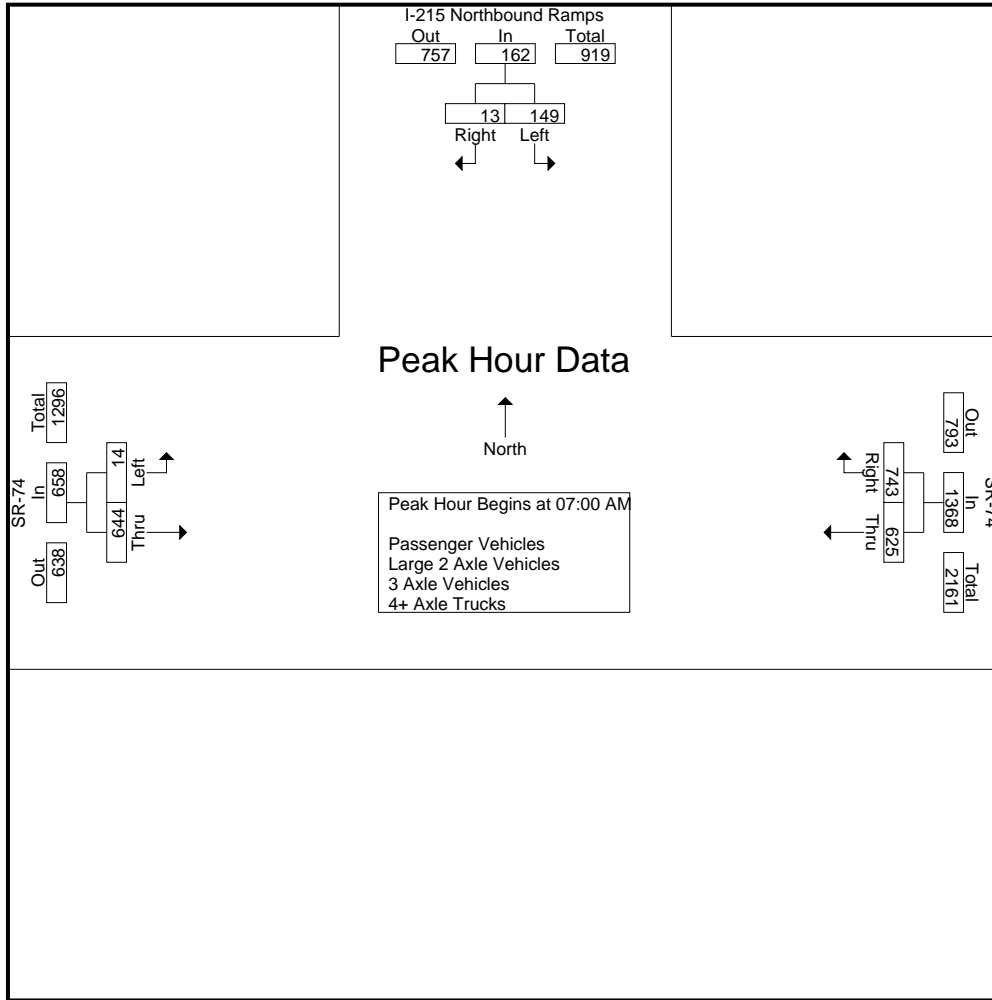 I-215 Northbound Ramps
Out In Total
757 162 919
13 149
Right Left
Peak Hour Data
North
Peak Hour Begins at 07:00 AM
Passenger Vehicles
Large 2 Axle Vehicles
3 Axle Vehicles
4+ Axle Trucks
SR-74
Out In Total
638 658 1296
14 644
Left Thru
SR-74
Out In Total
793 1368 2161
743 625
Right Thru